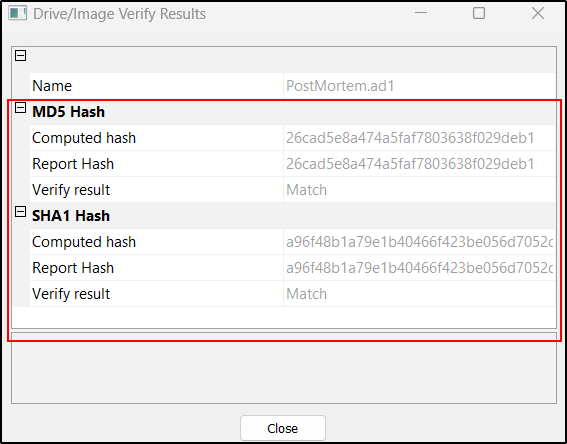 Drive/Image Verify Results
Name PostMortem.ad1
MD5 Hash
Computed hash 26cad5e8a474a5faf7803638f029deb1
Report Hash 26cad5e8a474a5faf7803638f029deb1
Verify result Match
SHA1 Hash
Computed hash a96f48b1a79e1b40466f423be056d7052c
Report Hash a96f48b1a79e1b40466f423be056d7052c
Verify result Match
Close